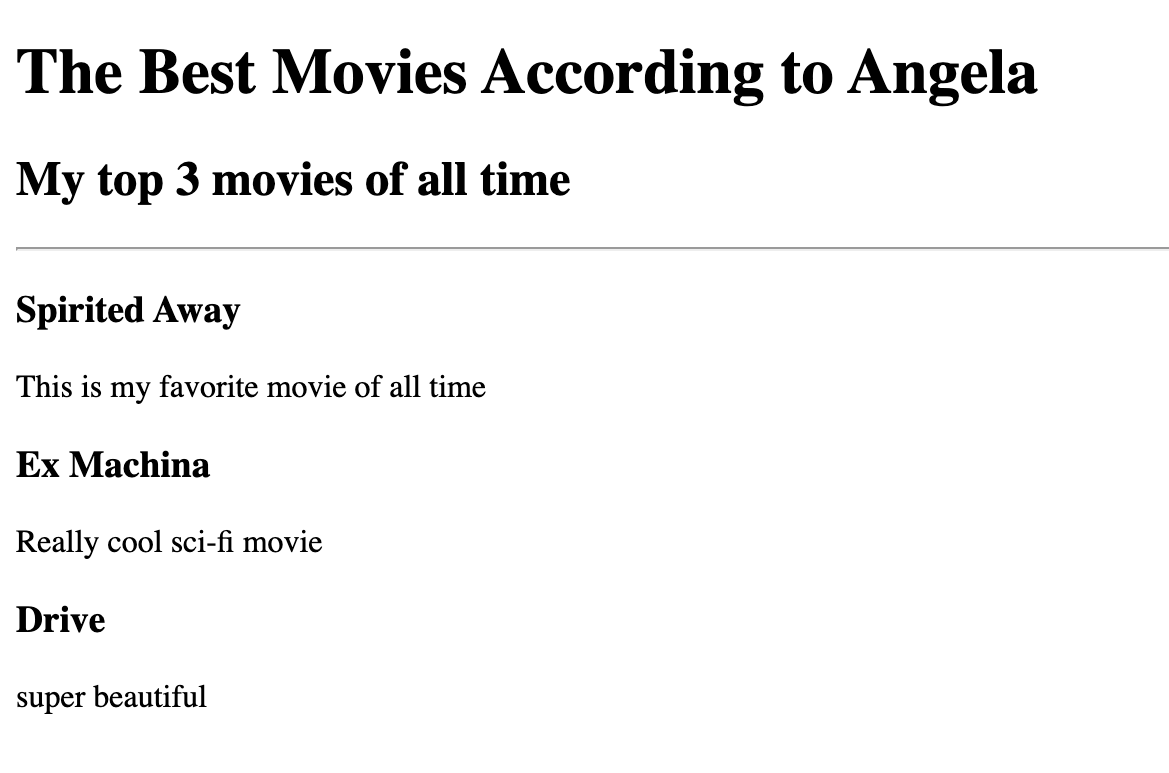 The Best Movies According to Angela
My top 3 movies of all time
Spirited Away
This is my favorite movie of all time
Ex Machina
Really cool sci-fi movie
Drive
super beautiful